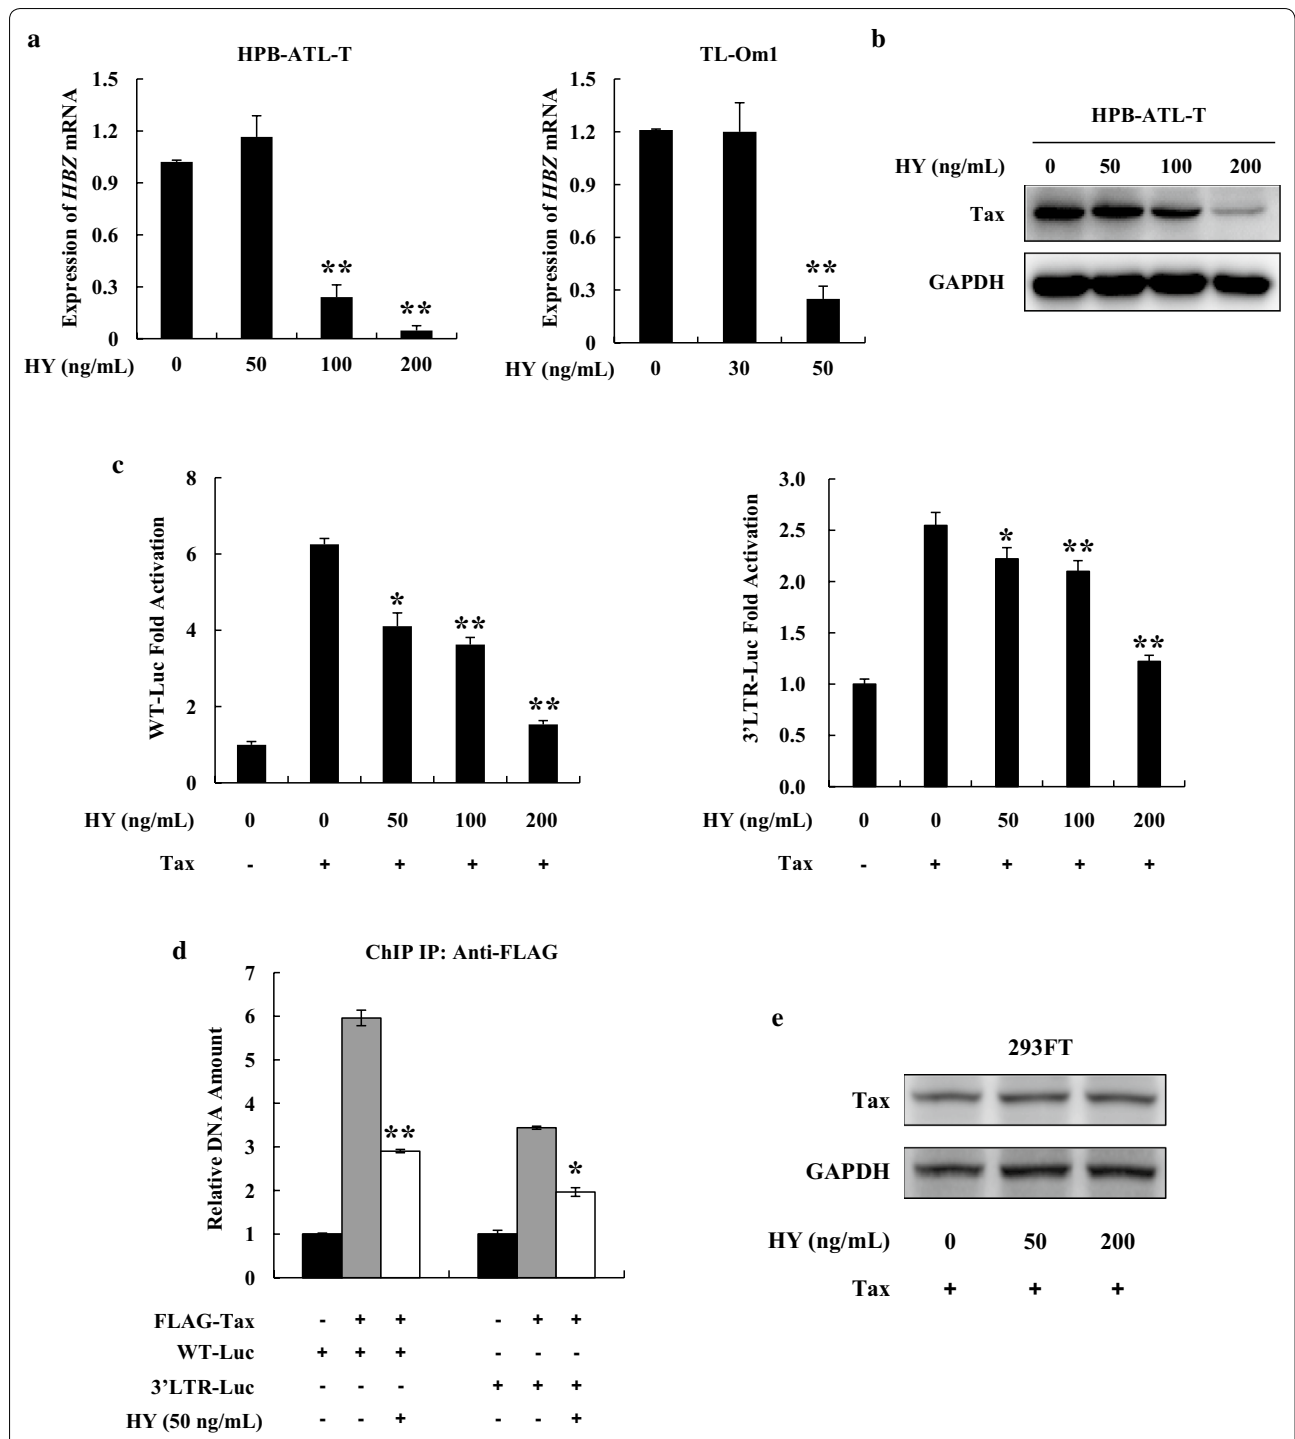 a
HPB-ATL-T
Expression of HBZ mRNA
1.5
1.2
0.9
0.6
0.3
0
**
**
HY (ng/mL) 0 50 100 200
TL-Om1
Expression of HBZ mRNA
1.5
1.2
0.9
0.6
0.3
0
**
HY (ng/mL) 0 30 50
b
HPB-ATL-T
HY (ng/mL) 0 50 100 200
Tax
GAPDH
c
WT-Luc Fold Activation
8
6
4
2
0
*
**
**
HY (ng/mL) 0 0 50 100 200
Tax - + + + +
3'LTR-Luc Fold Activation
3.0
2.5
2.0
1.5
1.0
0.5
0.0
*
**
**
HY (ng/mL) 0 0 50 100 200
Tax - + + + +
d
ChIP IP: Anti-FLAG
Relative DNA Amount
7
6
5
4
3
2
1
0
**
*
FLAG-Tax - + + - + +
WT-Luc + + + - - -
3'LTR-Luc - - - + + +
HY (50 ng/mL) - - + - - +
e
293FT
Tax
GAPDH
HY (ng/mL) 0 50 200
Tax + + +